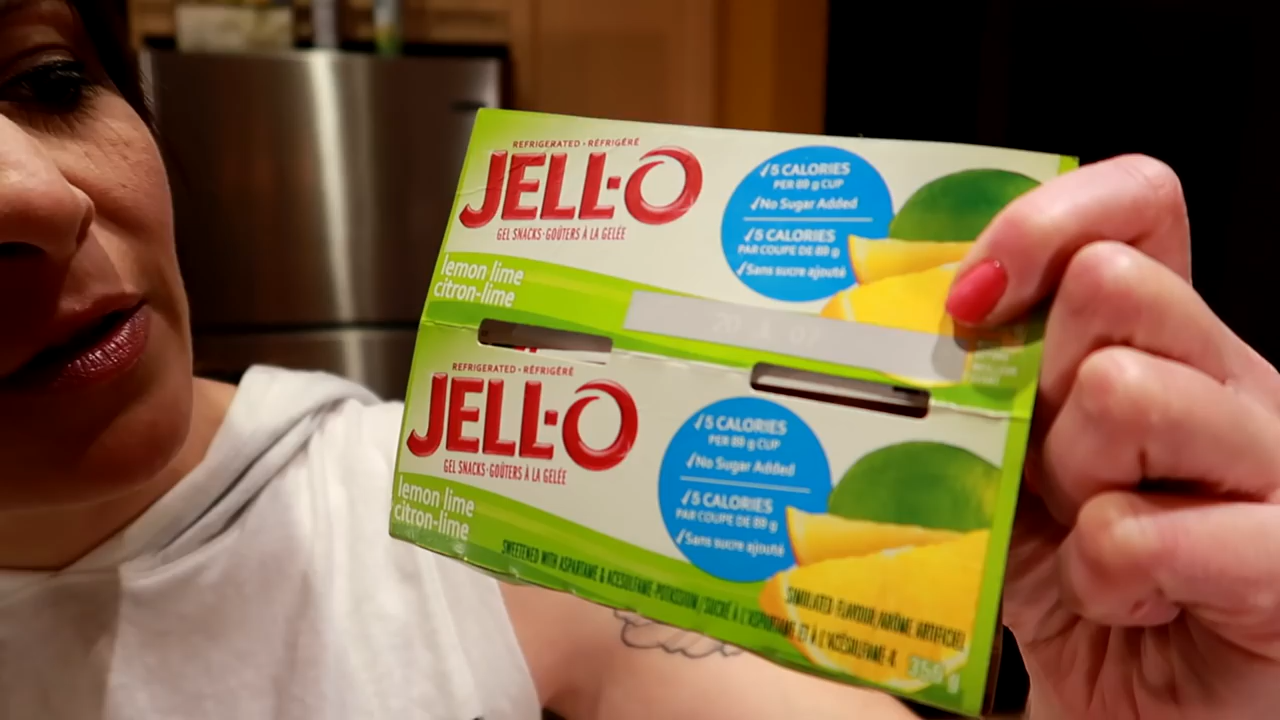 REFRIGERATED · RÉFRIGÉRÉ
JELL-O
GEL SNACKS · GOÛTERS À LA GELÉE
lemon lime
citron-lime
√5 CALORIES
PER 89 g CUP
√No Sugar Added
√5 CALORIES
PAR COUPE DE 89 g
√Sans sucre ajouté
REFRIGERATED · RÉFRIGÉRÉ
JELL-O
GEL SNACKS · GOÛTERS À LA GELÉE
lemon lime
citron-lime
√5 CALORIES
PER 89 g CUP
√No Sugar Added
√5 CALORIES
PAR COUPE DE 89 g
√Sans sucre ajouté
SWEETENED WITH ASPARTAME & ACESULFAME-POTASSIUM / SUCRÉ À L'ASPARTAME ET À L'ACÉSULFAME-K
SIMULATED FLAVOUR / ARÔME ARTIFICIEL
356 g